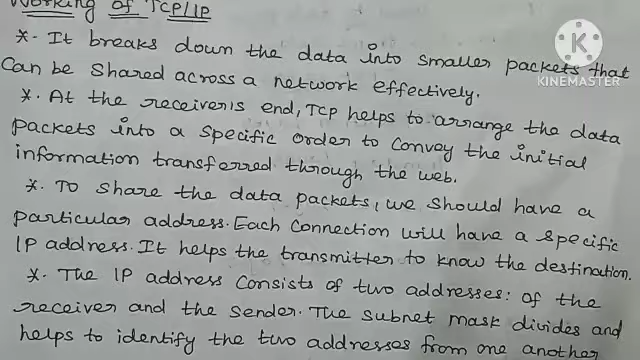 Working of TCP/IP
*. It breaks down the data into smaller packets that
can be shared across a network effectively.
*. At the receiver's end, TCP helps to arrange the data
packets into a specific order to convey the initial
information transferred through the web.
*. To share the data packets, we should have a
particular address. Each connection will have a specific
IP address. It helps the transmitter to know the destination.
*. The IP address consists of two addresses: of the
receiver and the sender. The subnet mask divides and
helps to identify the two addresses from one another
K
KINEMASTER